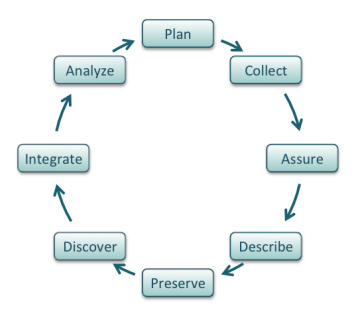 Plan
Collect
Assure
Describe
Preserve
Discover
Integrate
Analyze